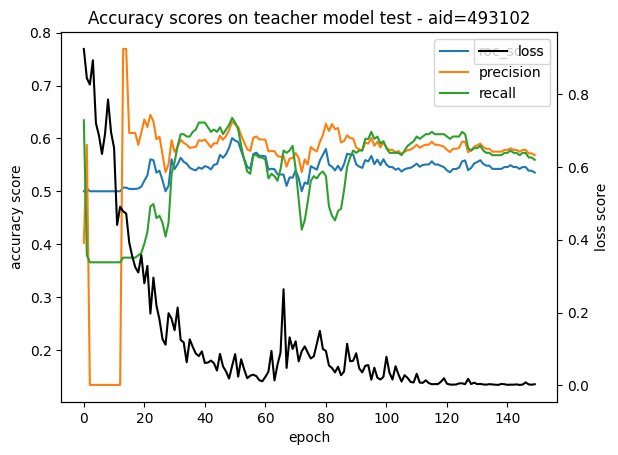 Accuracy scores on teacher model test - aid=493102
accuracy score
0.8
0.7
0.6
0.5
0.4
0.3
0.2
loss
precision
recall
0.8
0.6
0.4
0.2
0.0
loss score
0 20 40 60 80 100 120 140
epoch